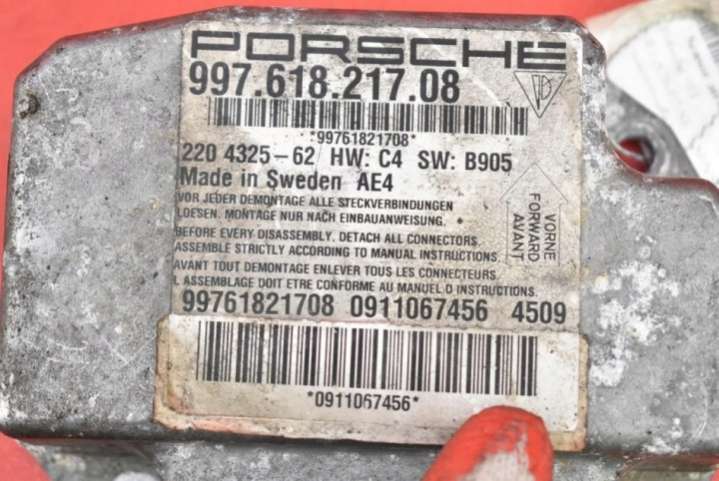 PORSCHE
997.618.217.08
*99761821708*
220 4325-62 HW: C4 SW: B905
Made in Sweden AE4
VOR JEDER DEMONTAGE ALLE STECKVERBINDUNGEN
LOESEN. MONTAGE NUR NACH EINBAUANWEISUNG.
BEFORE EVERY DISASSEMBLY. DETACH ALL CONNECTORS.
ASSEMBLE STRICTLY ACCORDING TO MANUAL INSTRUCTIONS.
AVANT TOUT DEMONTAGE ENLEVER TOUS LES CONNECTEURS.
L ASSEMBLAGE DOIT ETRE CONFORME AU MANUEL D INSTRUCTIONS.
VORNE
FORWARD
AVANT
99761821708 0911067456 4509
*0911067456*